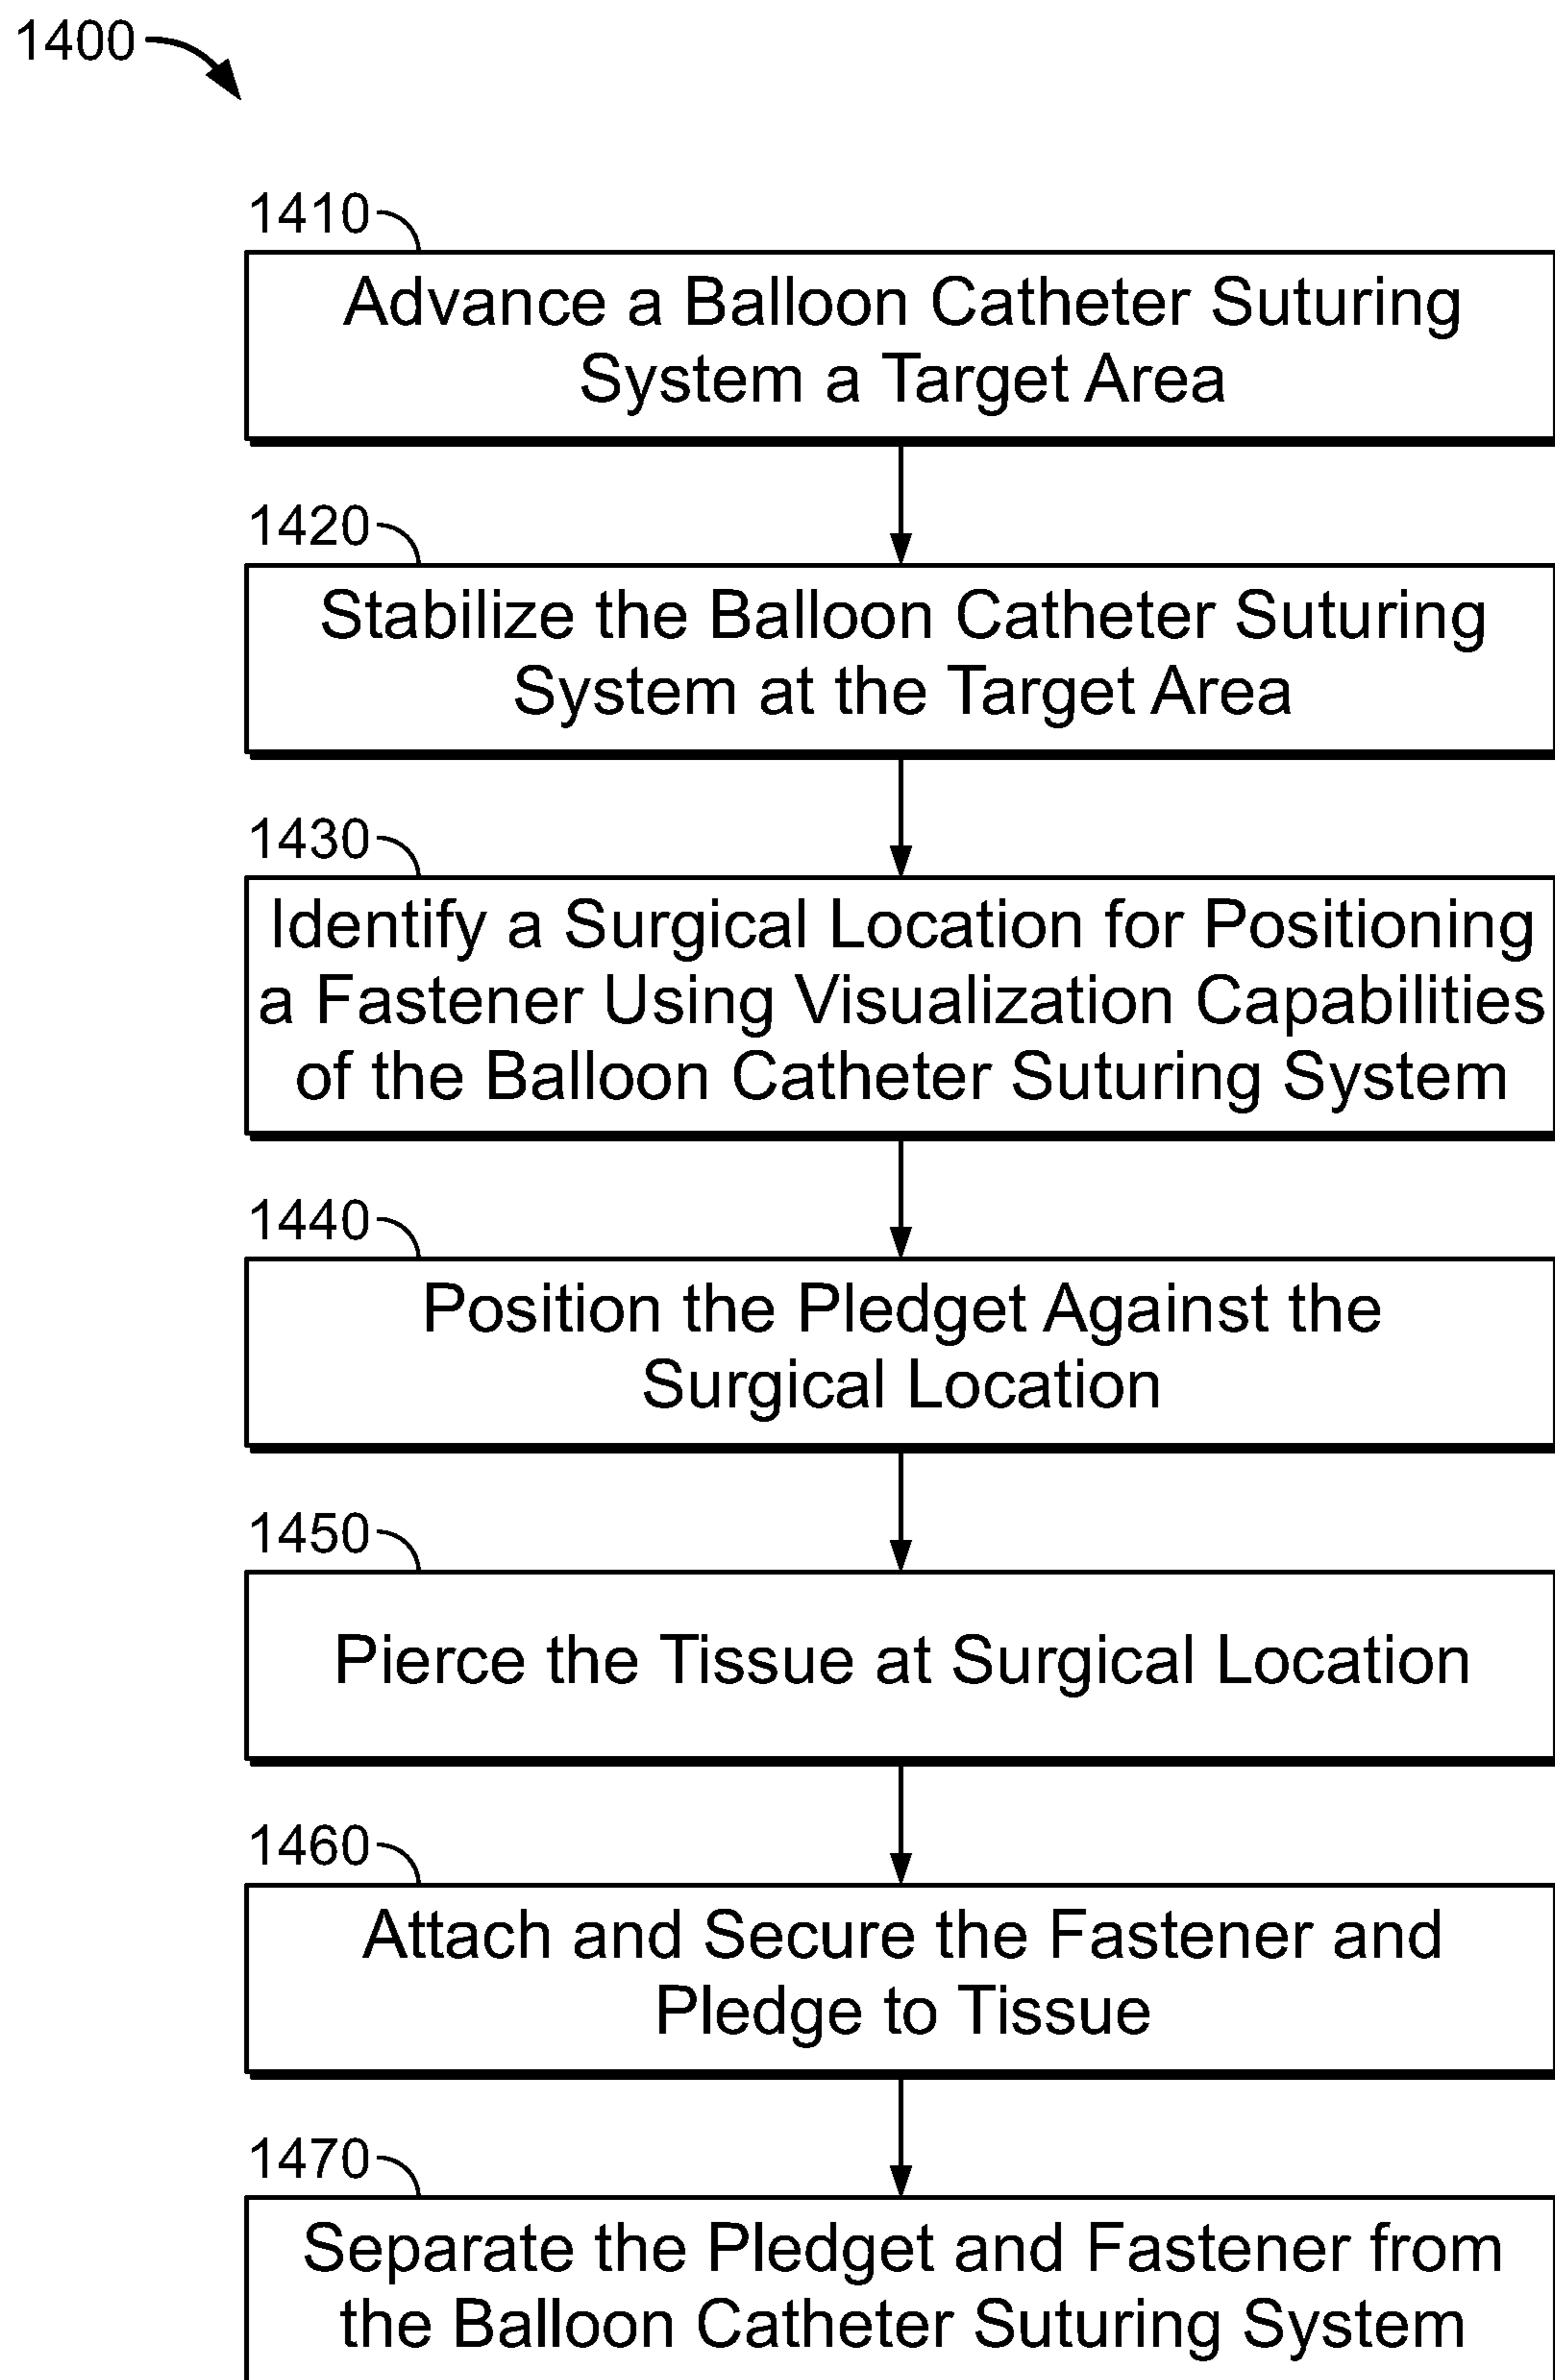 1400
1410
Advance a Balloon Catheter Suturing
System a Target Area
1420
Stabilize the Balloon Catheter Suturing
System at the Target Area
1430
Identify a Surgical Location for Positioning
a Fastener Using Visualization Capabilities
of the Balloon Catheter Suturing System
1440
Position the Pledget Against the
Surgical Location
1450
Pierce the Tissue at Surgical Location
1460
Attach and Secure the Fastener and
Pledge to Tissue
1470
Separate the Pledget and Fastener from
the Balloon Catheter Suturing System